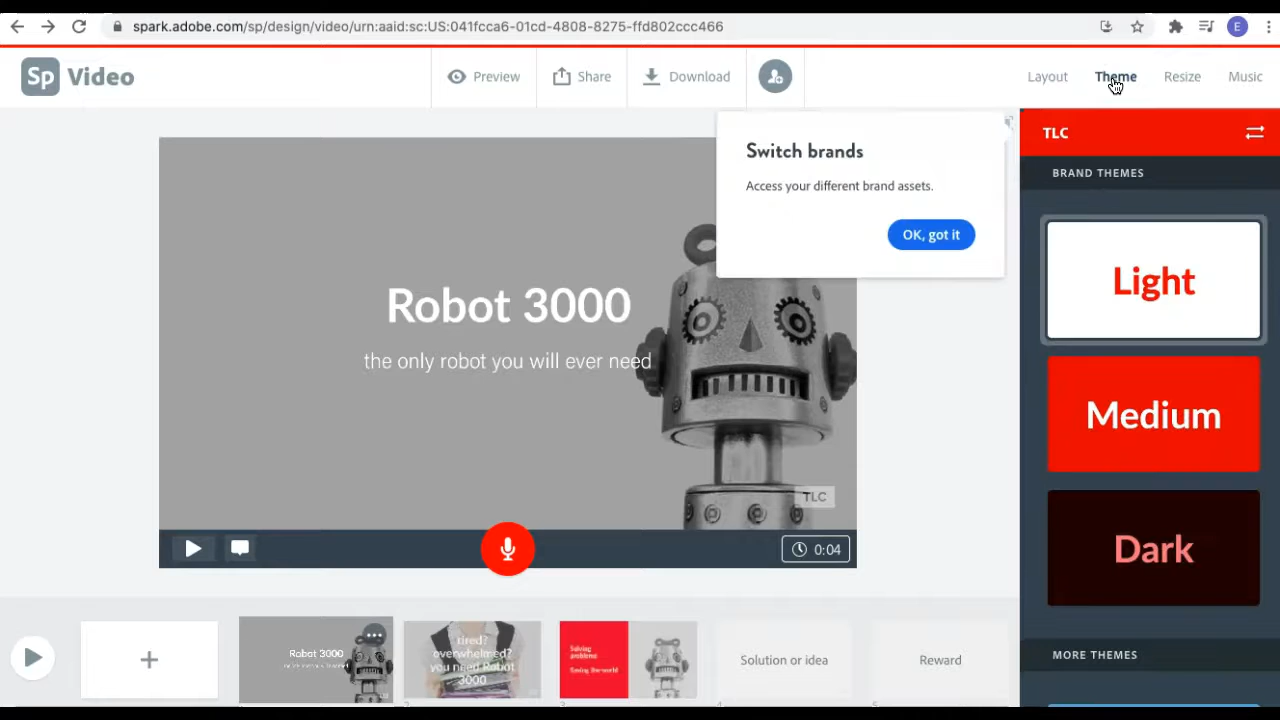 spark.adobe.com/sp/design/video/urn:aaid:sc:US:041fcca6-01cd-4808-8275-ffd802ccc466
E
Sp Video
Preview
Share
Download
Layout
Theme
Resize
Music
Switch brands
Access your different brand assets.
OK, got it
TLC
BRAND THEMES
Light
Medium
Dark
MORE THEMES
Robot 3000
the only robot you will ever need
TLC
0:04
+
Robot 3000
tired?
overwhelmed?
you need Robot
3000
Solving
problems
Saving the world
Solution or idea
Reward